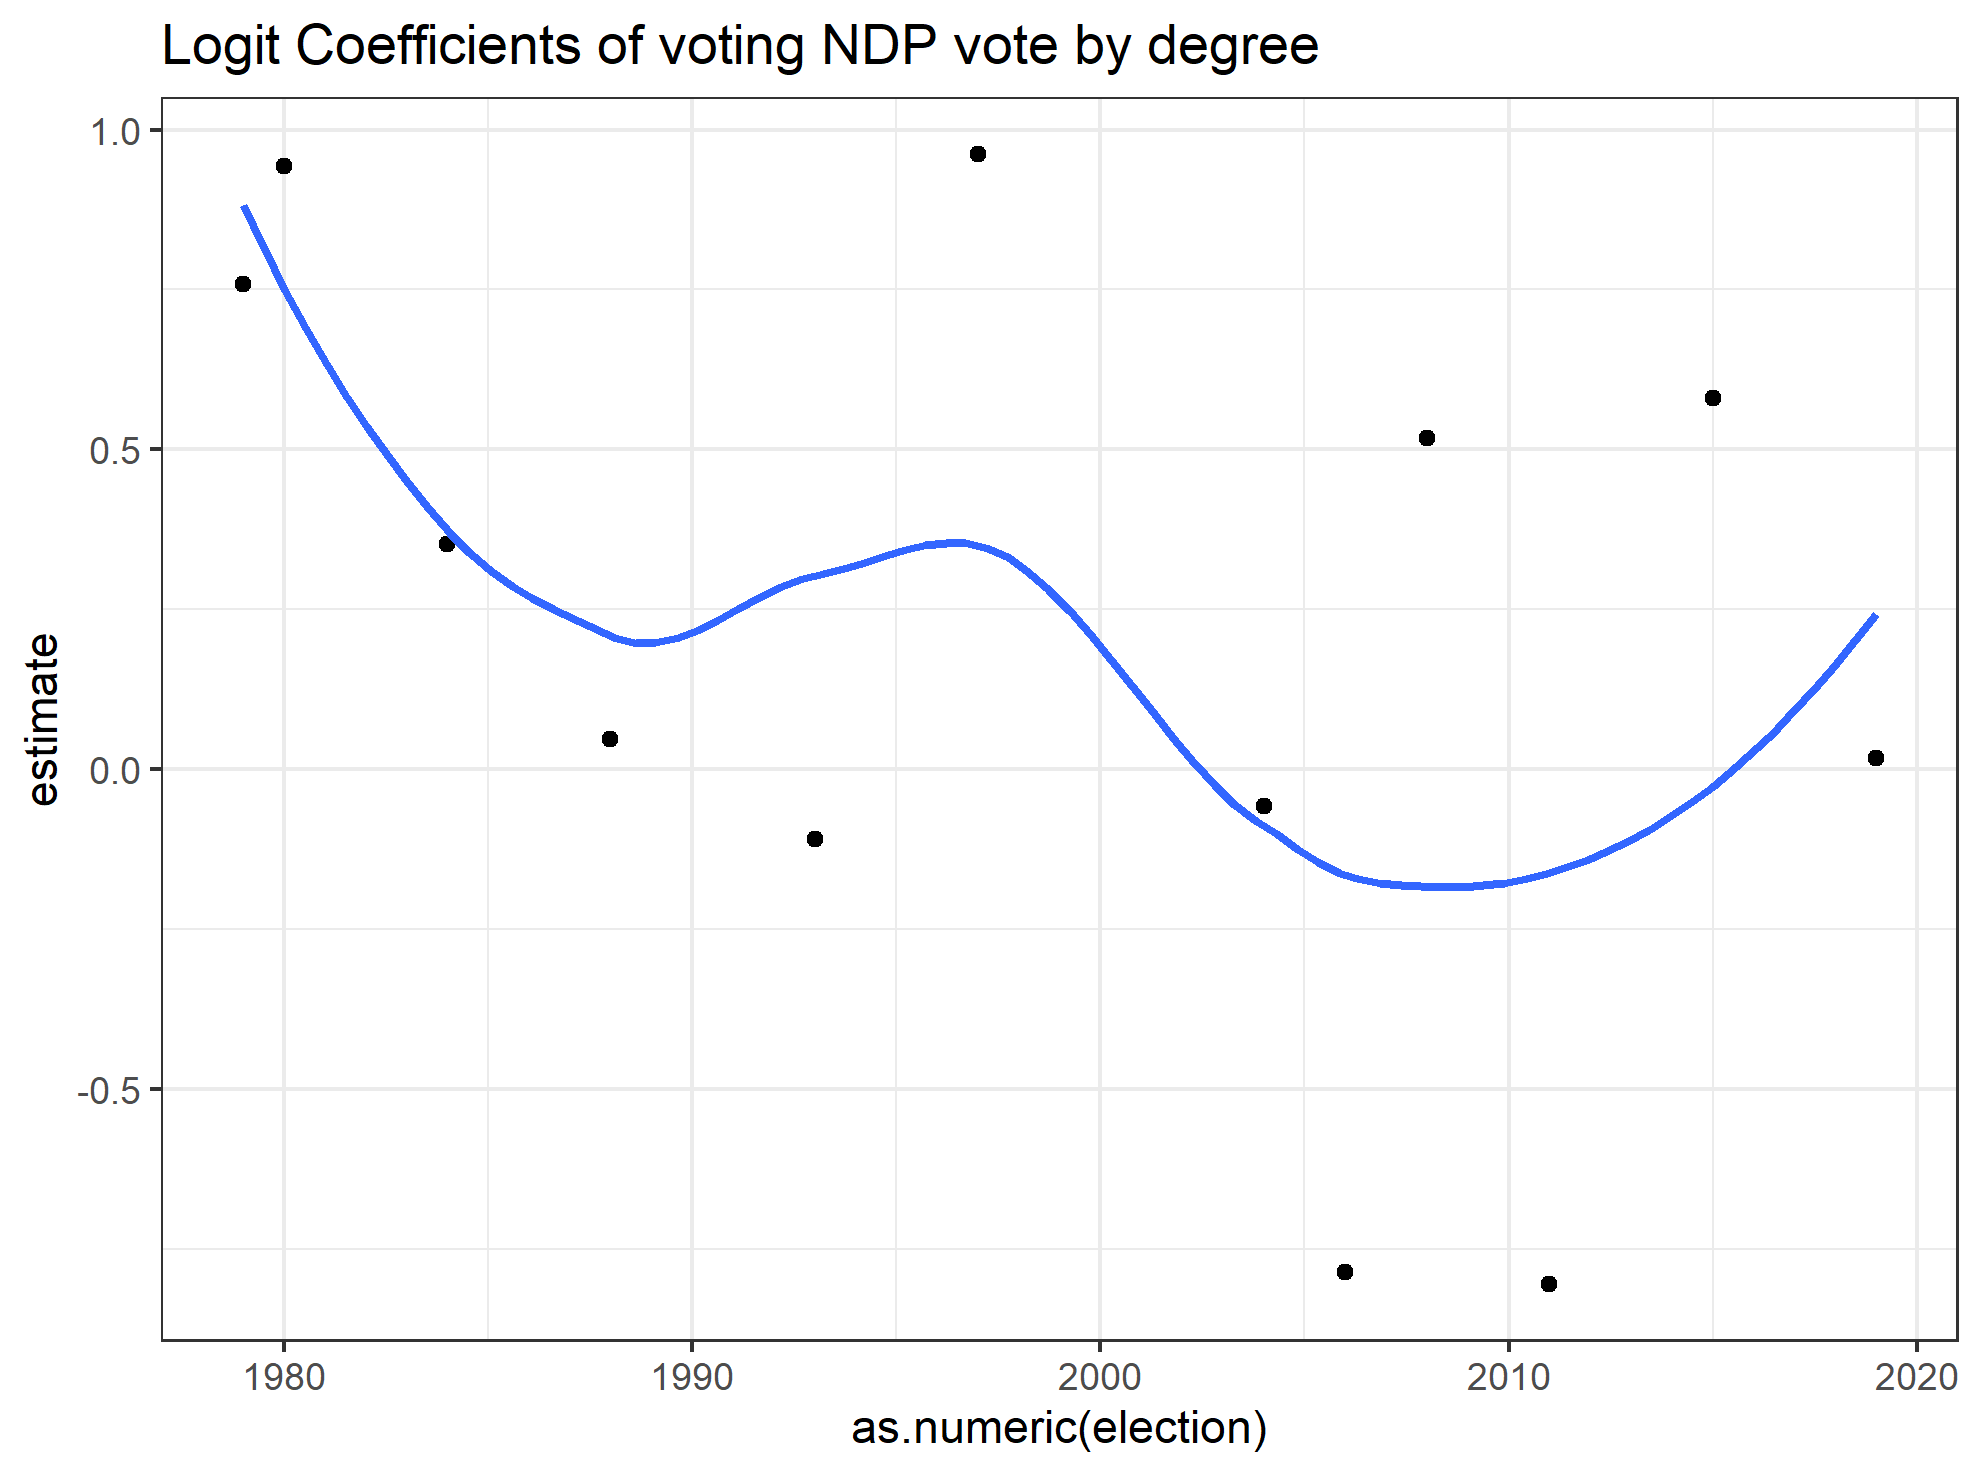 Logit Coefficients of voting NDP vote by degree
1.0
0.5
0.0
-0.5
estimate
1980 1990 2000 2010 2020
as.numeric(election)